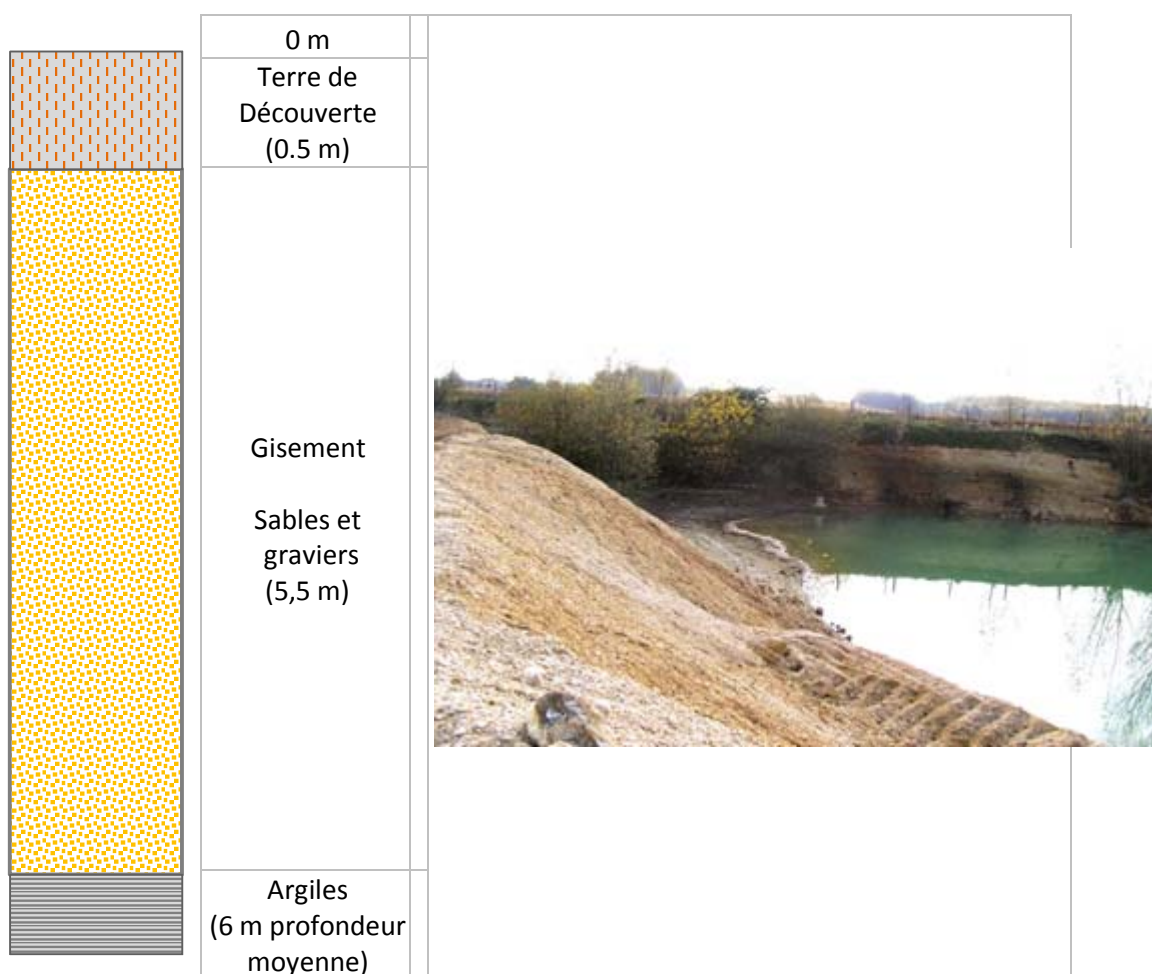 0 m
Terre de
Découverte
(0.5 m)
Gisement
Sables et
graviers
(5,5 m)
Argiles
(6 m profondeur
moyenne)